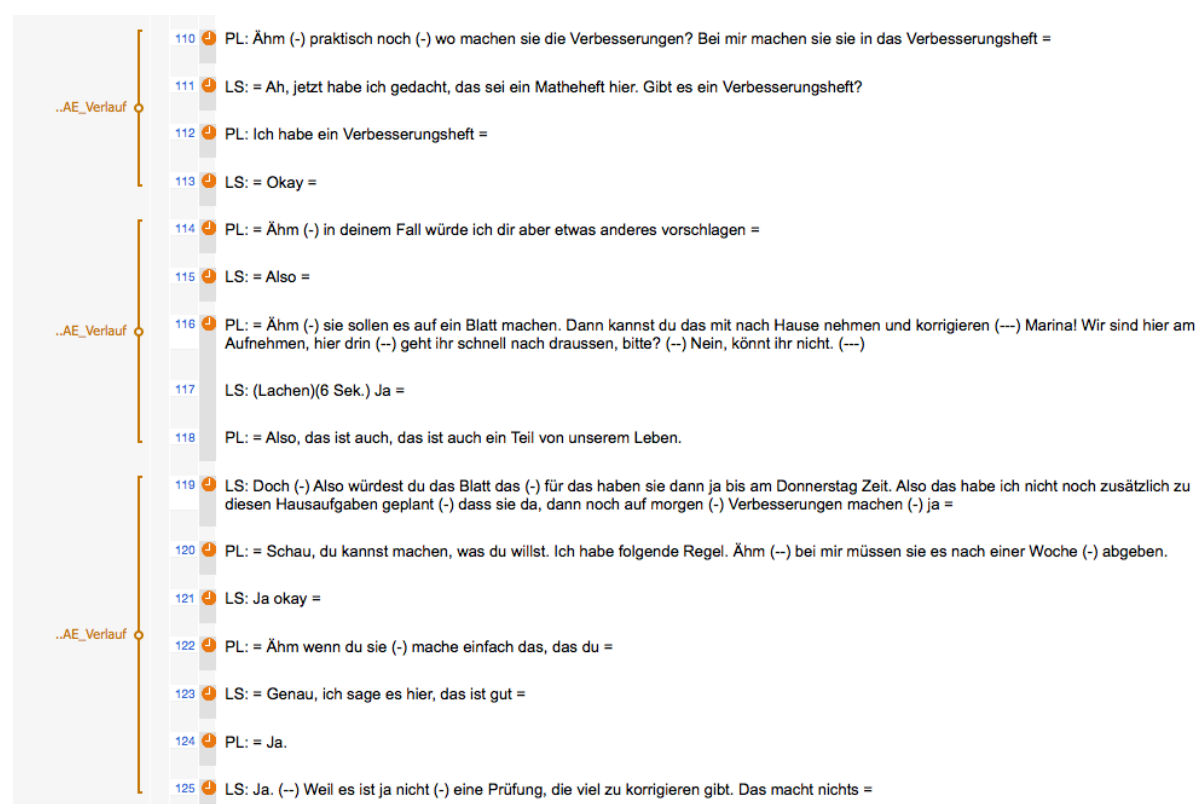 110 PL: Ähm (-) praktisch noch (-) wo machen sie die Verbesserungen? Bei mir machen sie sie in das Verbesserungsheft =
111 LS: = Ah, jetzt habe ich gedacht, das sei ein Matheheft hier. Gibt es ein Verbesserungsheft?
..AE_Verlauf
112 PL: Ich habe ein Verbesserungsheft =
113 LS: = Okay =
114 PL: = Ähm (-) in deinem Fall würde ich dir aber etwas anderes vorschlagen =
115 LS: = Also =
..AE_Verlauf
116 PL: = Ähm (-) sie sollen es auf ein Blatt machen. Dann kannst du das mit nach Hause nehmen und korrigieren (---) Marina! Wir sind hier am
Aufnehmen, hier drin (--) geht ihr schnell nach draussen, bitte? (--) Nein, könnt ihr nicht. (---)
117 LS: (Lachen)(6 Sek.) Ja =
118 PL: = Also, das ist auch, das ist auch ein Teil von unserem Leben.
119 LS: Doch (-) Also würdest du das Blatt das (-) für das haben sie dann ja bis am Donnerstag Zeit. Also das habe ich nicht noch zusätzlich zu
diesen Hausaufgaben geplant (-) dass sie da, dann noch auf morgen (-) Verbesserungen machen (-) ja =
120 PL: = Schau, du kannst machen, was du willst. Ich habe folgende Regel. Ähm (--) bei mir müssen sie es nach einer Woche (-) abgeben.
121 LS: Ja okay =
..AE_Verlauf
122 PL: = Ähm wenn du sie (-) mache einfach das, das du =
123 LS: = Genau, ich sage es hier, das ist gut =
124 PL: = Ja.
125 LS: Ja. (--) Weil es ist ja nicht (-) eine Prüfung, die viel zu korrigieren gibt. Das macht nichts =